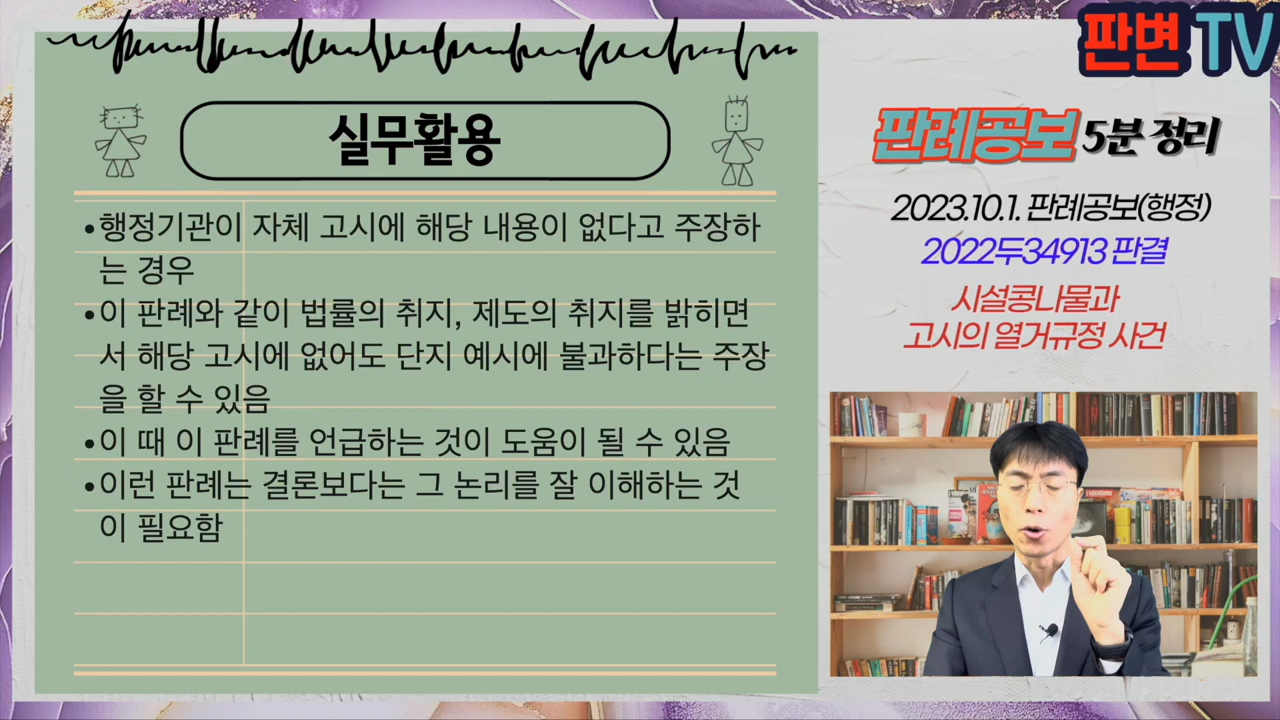 판변 TV
실무활용
•행정기관이 자체 고시에 해당 내용이 없다고 주장하
는 경우
•이 판례와 같이 법률의 취지, 제도의 취지를 밝히면
서 해당 고시에 없어도 단지 예시에 불과하다는 주장
을 할 수 있음
•이 때 이 판례를 언급하는 것이 도움이 될 수 있음
•이런 판례는 결론보다는 그 논리를 잘 이해하는 것
이 필요함
판례공보 5분 정리
2023.10.1. 판례공보(행정)
2022두34913 판결
시설콩나물과
고시의 열거규정 사건